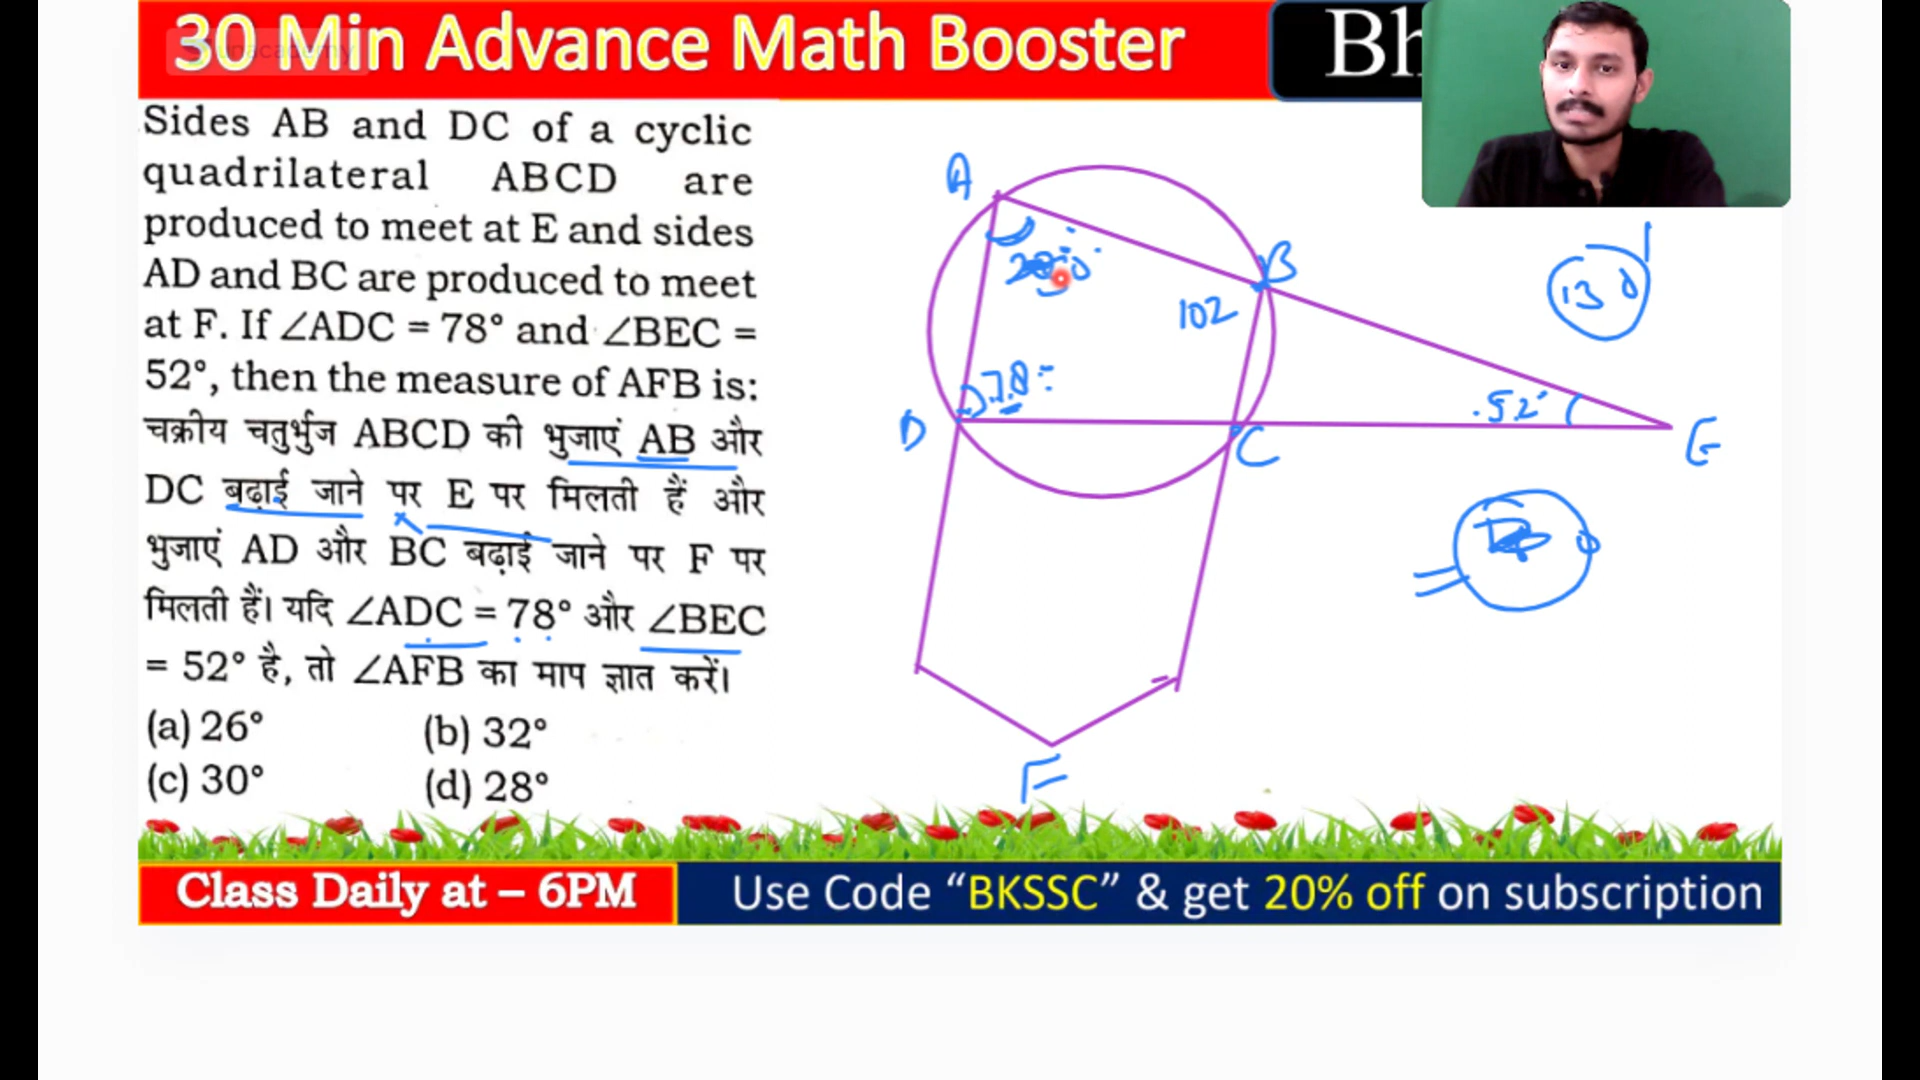 30 Min Advance Math Booster
Bh
unacademy
Sides AB and DC of a cyclic
quadrilateral ABCD are
produced to meet at E and sides
AD and BC are produced to meet
at F. If ∠ADC = 78° and ∠BEC =
52°, then the measure of AFB is:
चक्रीय चतुर्भुज ABCD की भुजाएं AB और
DC बढ़ाई जाने पर E पर मिलती हैं और
भुजाएं AD और BC बढ़ाई जाने पर F पर
मिलती हैं। यदि ∠ADC = 78° और ∠BEC
= 52° है, तो ∠AFB का माप ज्ञात करें।
(a) 26° (b) 32°
(c) 30° (d) 28°
A
B
102
130
78
52°
D
C
E
F
Class Daily at – 6PM
Use Code “BKSSC” & get 20% off on subscription